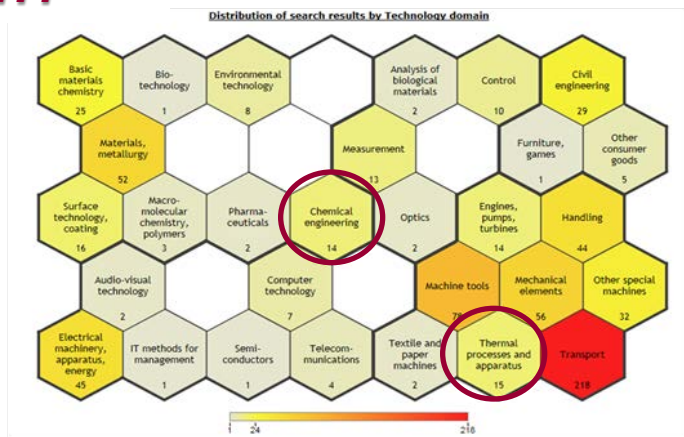 Distribution of search results by Technology domain
Basic
materials
chemistry
25
Bio-
technology
1
Environmental
technology
8
Analysis of
biological
materials
2
Control
10
Civil
engineering
29
Materials,
metallurgy
52
Measurement
13
Furniture,
games
1
Other
consumer
goods
5
Surface
technology,
coating
16
Macro-
molecular
chemistry,
polymers
3
Pharma-
ceuticals
2
Chemical
engineering
14
Optics
2
Engines,
pumps,
turbines
14
Handling
44
Audio-visual
technology
2
Computer
technology
7
Machine tools
Mechanical
elements
56
Other special
machines
32
Electrical
machinery,
apparatus,
energy
45
IT methods for
management
1
Semi-
conductors
1
Telecom-
munications
4
Textile and
paper
machines
2
Thermal
processes and
apparatus
15
Transport
218
1 24 218